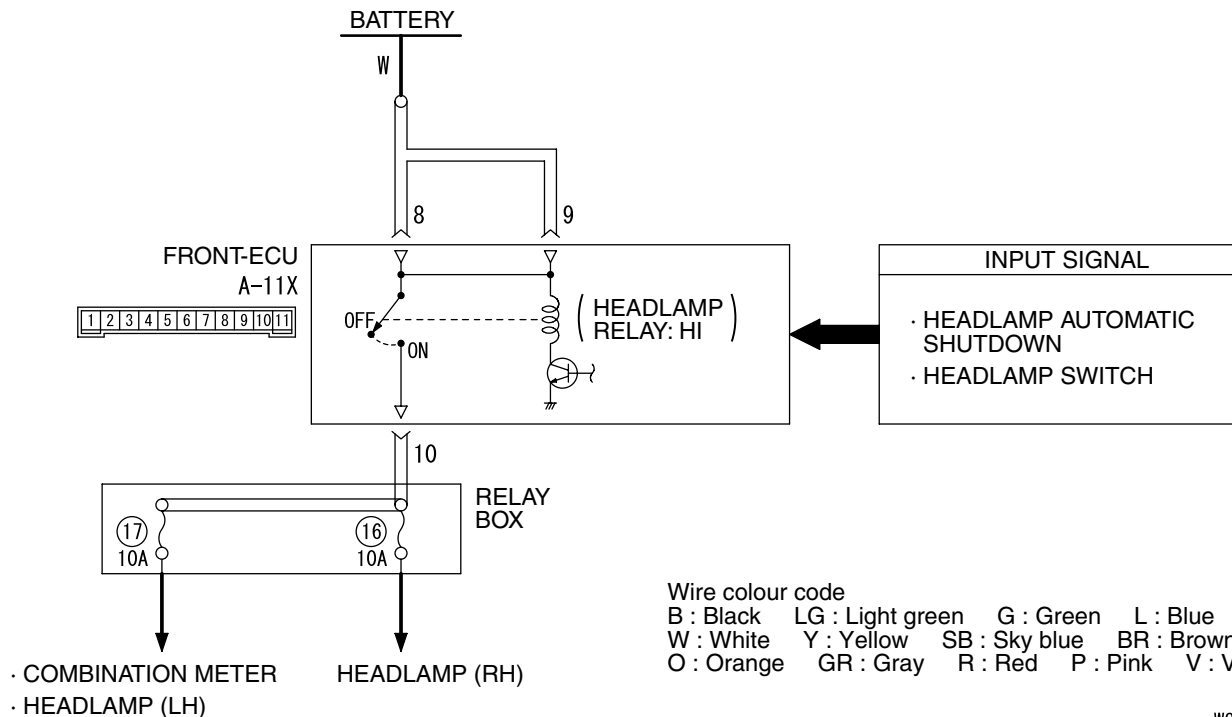 BATTERY
W
8
9
FRONT-ECU
A-11X
1 2 3 4 5 6 7 8 9 10 11
OFF
ON
( HEADLAMP
RELAY: HI )
INPUT SIGNAL
· HEADLAMP AUTOMATIC
SHUTDOWN
· HEADLAMP SWITCH
10
RELAY
BOX
17
10A
16
10A
· COMBINATION METER
· HEADLAMP (LH)
HEADLAMP (RH)
Wire colour code
B : Black LG : Light green G : Green L : Blue
W : White Y : Yellow SB : Sky blue BR : Brown
O : Orange GR : Gray R : Red P : Pink V : V